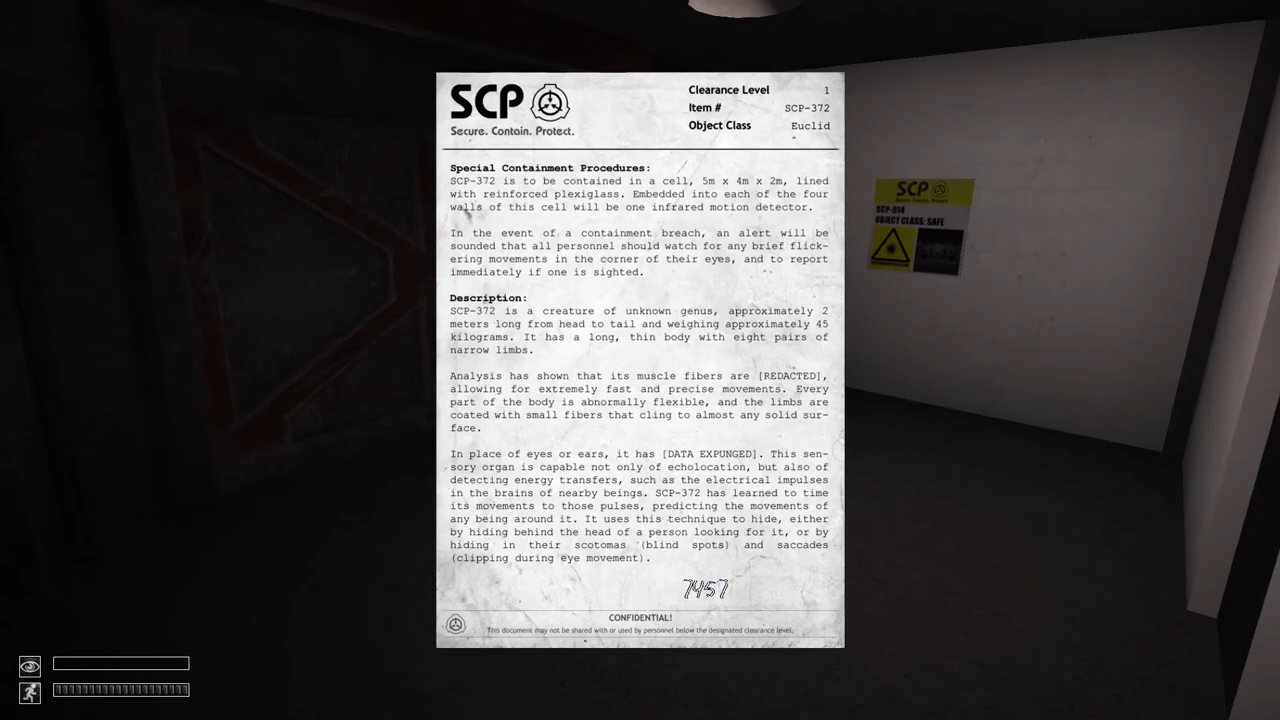 SCP
Secure. Contain. Protect.
Clearance Level 1
Item # SCP-372
Object Class Euclid
Special Containment Procedures:
SCP-372 is to be contained in a cell, 5m x 4m x 2m, lined
with reinforced plexiglass. Embedded into each of the four
walls of this cell will be one infrared motion detector.
In the event of a containment breach, an alert will be
sounded that all personnel should watch for any brief flick-
ering movements in the corner of their eyes, and to report
immediately if one is sighted.
Description:
SCP-372 is a creature of unknown genus, approximately 2
meters long from head to tail and weighing approximately 45
kilograms. It has a long, thin body with eight pairs of
narrow limbs.
Analysis has shown that its muscle fibers are [REDACTED],
allowing for extremely fast and precise movements. Every
part of the body is abnormally flexible, and the limbs are
coated with small fibers that cling to almost any solid sur-
face.
In place of eyes or ears, it has [DATA EXPUNGED]. This sen-
sory organ is capable not only of echolocation, but also of
detecting energy transfers, such as the electrical impulses
in the brains of nearby beings. SCP-372 has learned to time
its movements to those pulses, predicting the movements of
any being around it. It uses this technique to hide, either
by hiding behind the head of a person looking for it, or by
hiding in their scotomas (blind spots) and saccades
(clipping during eye movement).
7457
CONFIDENTIAL!
This document may not be shared with or used by personnel below the designated clearance level.
SCP
Secure. Contain. Protect.
SCP-914
OBJECT CLASS: SAFE